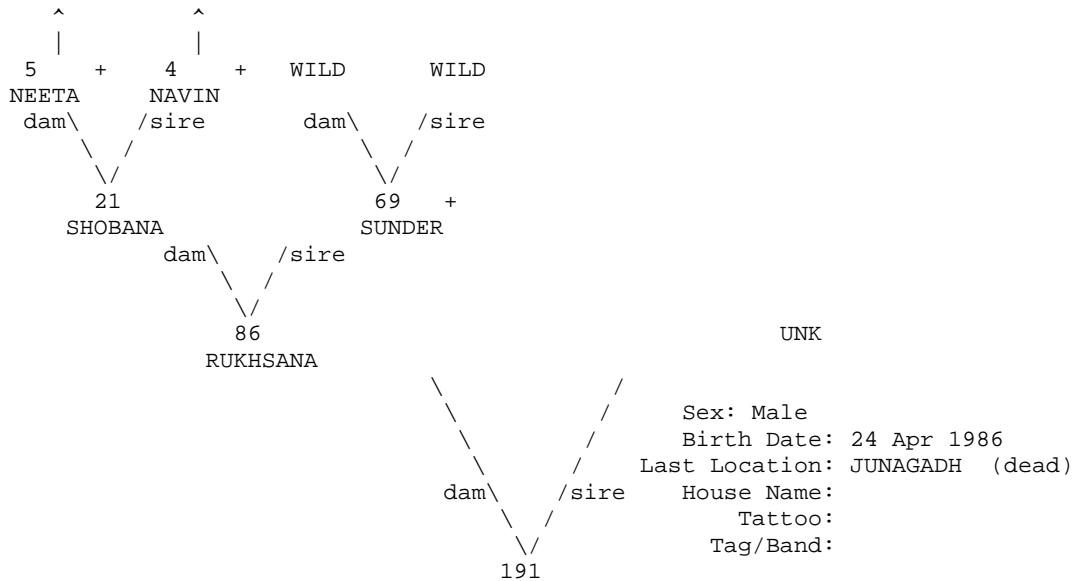 ^ ^
| |
5 + 4 + WILD WILD
NEETA NAVIN
dam\ /sire dam\ /sire
\ / \ /
\/ \/
21 69 +
SHOBANA SUNDER
dam\ /sire
\ /
\/
86 UNK
RUKHSANA
\ /
\ / Sex: Male
\ / Birth Date: 24 Apr 1986
\ / Last Location: JUNAGADH (dead)
dam\ /sire House Name:
\ / Tattoo:
\/ Tag/Band:
191